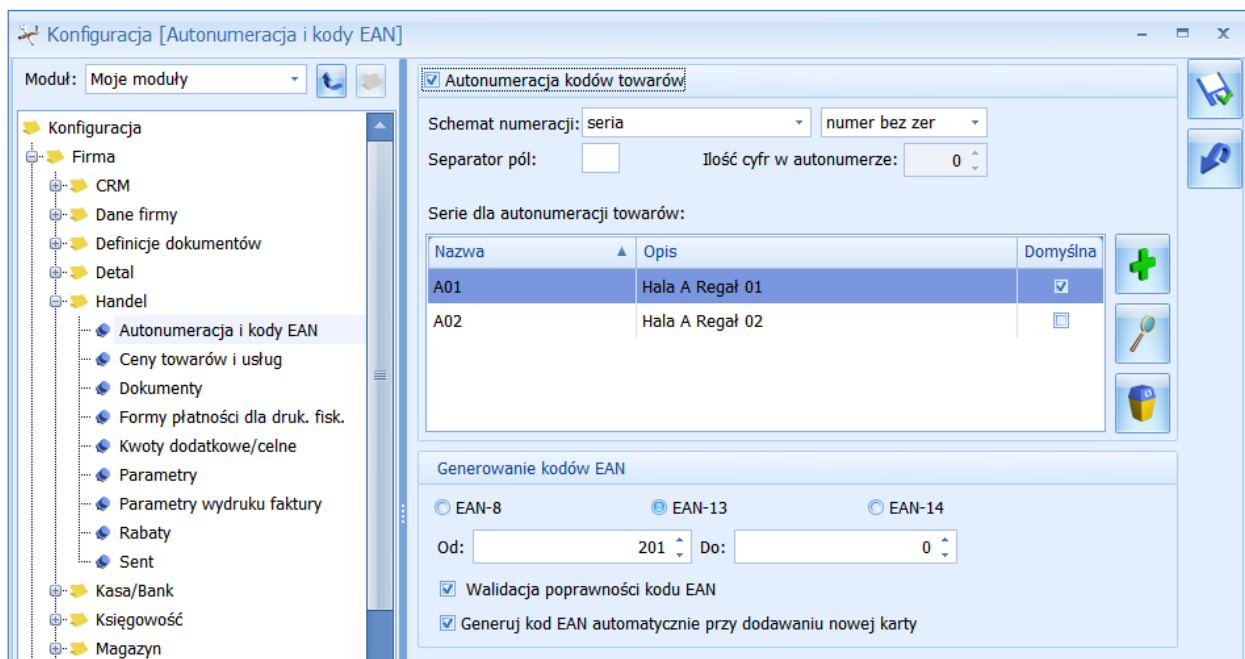 Konfiguracja [Autonumeracja i kody EAN]
Moduł: Moje moduły
Konfiguracja
Firma
CRM
Dane firmy
Definicje dokumentów
Detal
Handel
Autonumeracja i kody EAN
Ceny towarów i usług
Dokumenty
Formy płatności dla druk. fisk.
Kwoty dodatkowe/celne
Parametry
Parametry wydruku faktury
Rabaty
Sent
Kasa/Bank
Księgowość
Magazyn
Autonumeracja kodów towarów
Schemat numeracji: seria numer bez zer
Separator pól: Ilość cyfr w autonumerze: 0
Serie dla autonumeracji towarów:
Nazwa Opis Domyślna
A01 Hala A Regał 01
A02 Hala A Regał 02
Generowanie kodów EAN
EAN-8 EAN-13 EAN-14
Od: 201 Do: 0
Walidacja poprawności kodu EAN
Generuj kod EAN automatycznie przy dodawaniu nowej karty